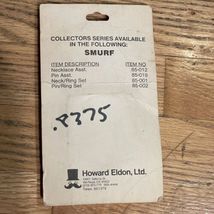 COLLECTORS SERIES AVAILABLE
IN THE FOLLOWING:
SMURF
ITEM DESCRIPTION ITEM NO
Necklace Asst. 85-012
Pin Asst. 85-019
Neck/Ring Set 85-001
Pin/Ring Set 85-002
.8375
Howard Eldon, Ltd.